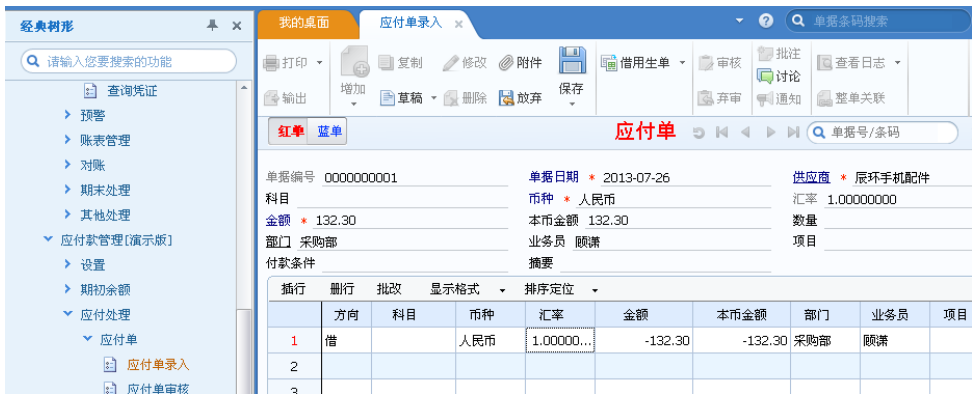 经典树形
我的桌面 应付单录入 单据条码搜索
请输入您要搜索的功能
查询凭证
预警
账表管理
对账
期末处理
其他处理
应付款管理[演示版]
设置
期初余额
应付处理
应付单
应付单录入
应付单审核
打印 增加 复制 修改 附件 保存 借用生单 审核 批注 查看日志
讨论
输出 草稿 删除 放弃 弃审 通知 整单关联
红单 蓝单 应付单 单据号/条码
单据编号 0000000001 单据日期 * 2013-07-26 供应商 * 辰环手机配件
科目 币种 * 人民币 汇率 1.00000000
金额 * 132.30 本币金额 132.30 数量
部门 采购部 业务员 顾潇 项目
付款条件 摘要
插行 删行 批改 显示格式 排序定位
方向 科目 币种 汇率 金额 本币金额 部门 业务员 项目
1 借 人民币 1.00000... -132.30 -132.30 采购部 顾潇
2
3